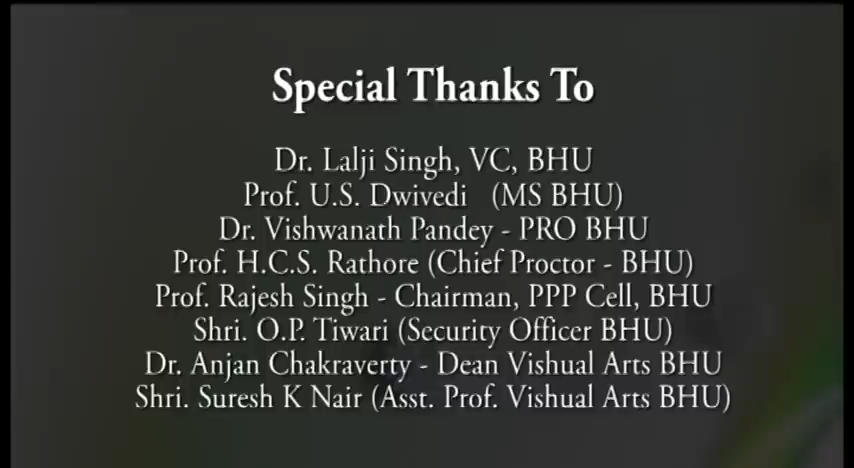 Special Thanks To
Dr. Lalji Singh, VC, BHU
Prof. U.S. Dwivedi (MS BHU)
Dr. Vishwanath Pandey - PRO BHU
Prof. H.C.S. Rathore (Chief Proctor - BHU)
Prof. Rajesh Singh - Chairman, PPP Cell, BHU
Shri. O.P. Tiwari (Security Officer BHU)
Dr. Anjan Chakraverty - Dean Vishual Arts BHU
Shri. Suresh K Nair (Asst. Prof. Vishual Arts BHU)